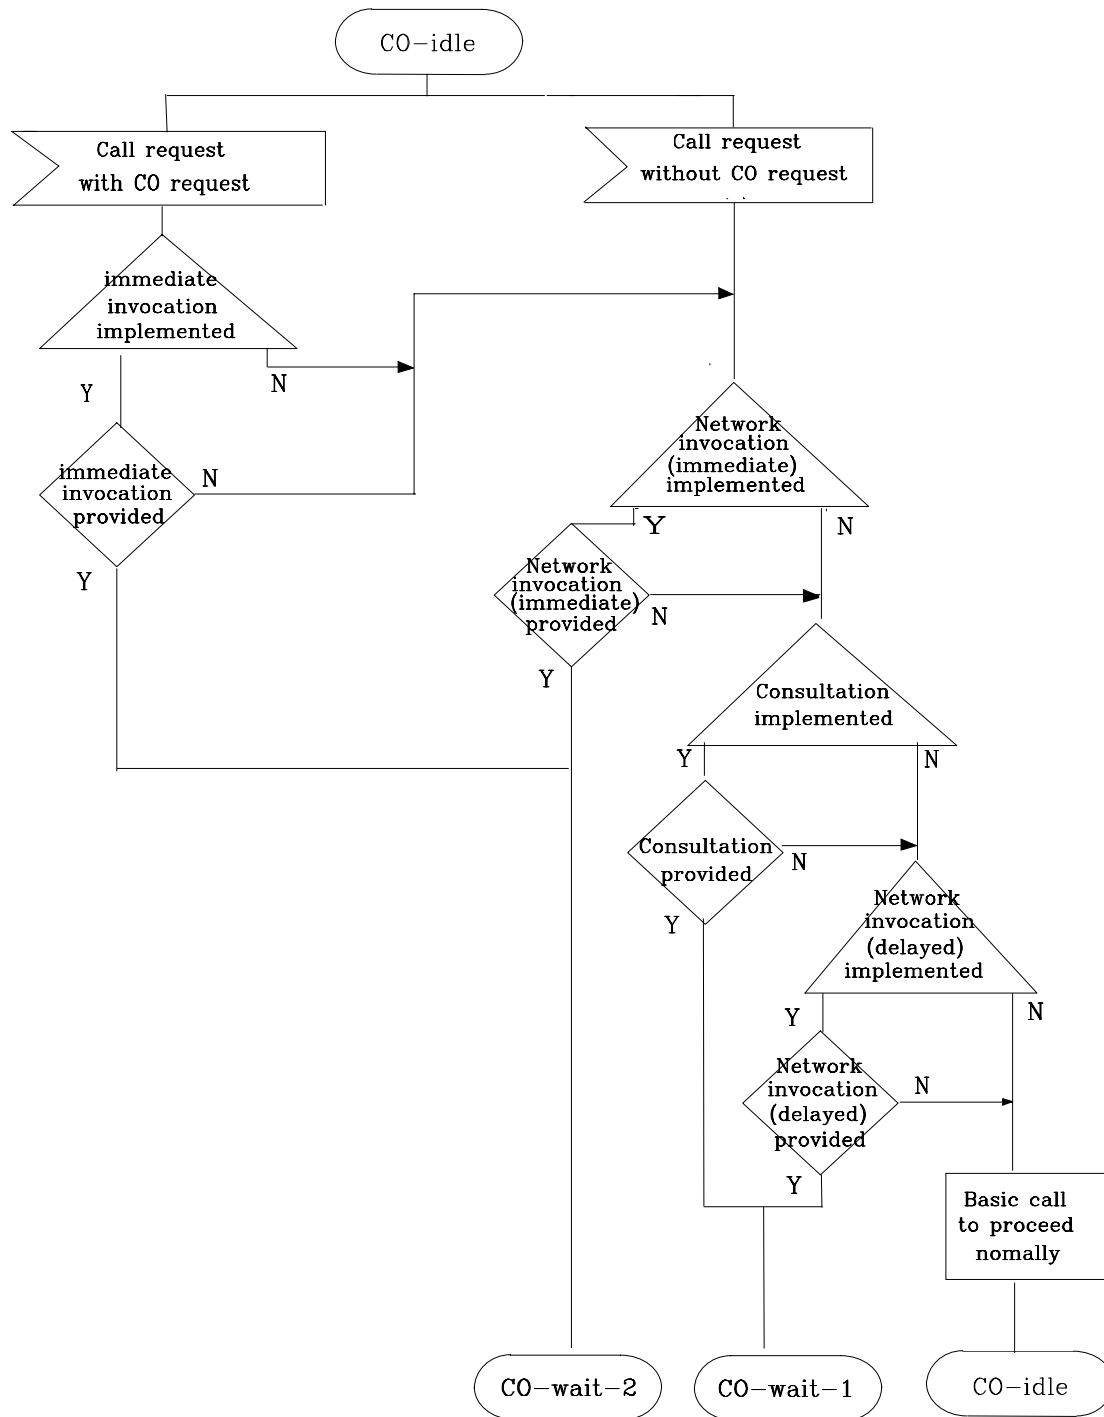 CO-idle
Call request
with CO request
Call request
without CO request
immediate
invocation
implemented
N
Y
immediate
invocation
provided
N
Y
Network
invocation
(immediate)
implemented
Y
N
Network
invocation
(immediate)
provided
N
Y
Consultation
implemented
Y
N
Consultation
provided
N
Y
Network
invocation
(delayed)
implemented
Y
N
Network
invocation
(delayed)
provided
N
Y
Basic call
to proceed
nomally
CO-wait-2
CO-wait-1
CO-idle